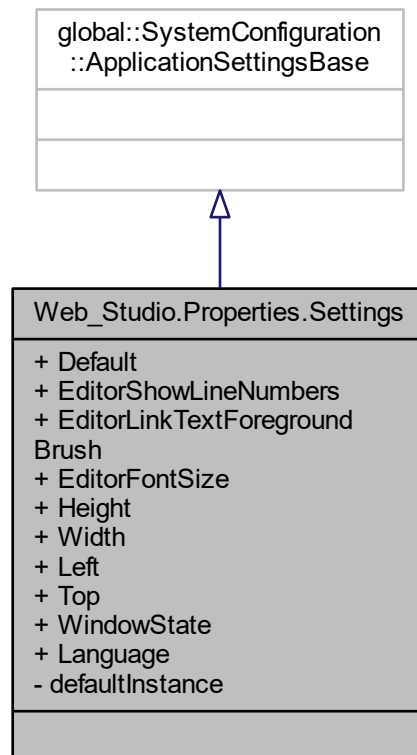 global::SystemConfiguration
::ApplicationSettingsBase
Web_Studio.Properties.Settings
+ Default
+ EditorShowLineNumbers
+ EditorLinkTextForeground
Brush
+ EditorFontSize
+ Height
+ Width
+ Left
+ Top
+ WindowState
+ Language
- defaultInstance